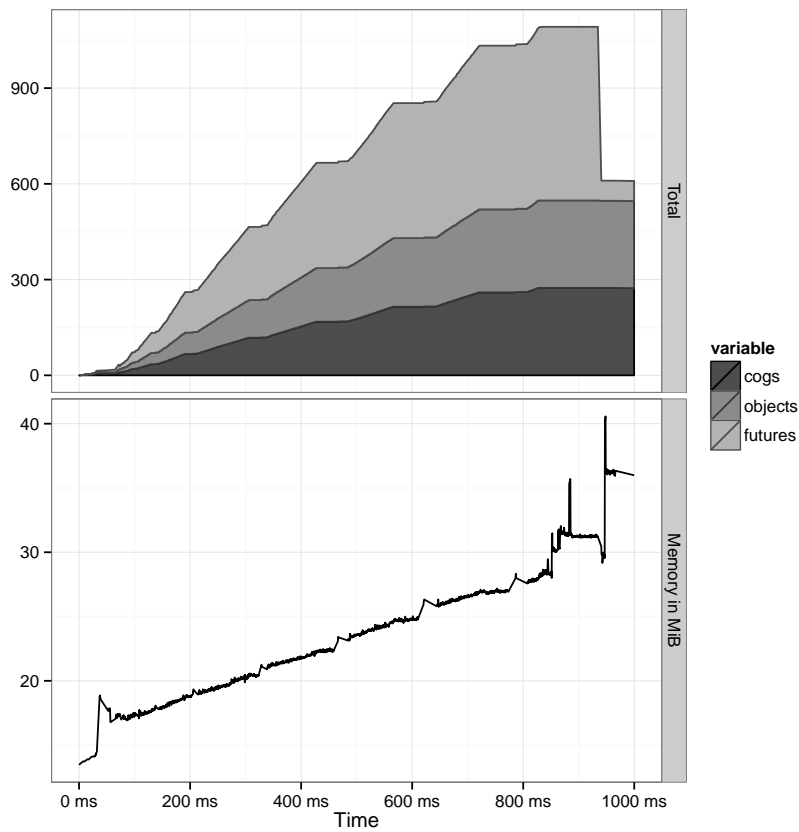 900
600
300
0
Total
40
30
20
Memory in MiB
0 ms 200 ms 400 ms 600 ms 800 ms 1000 ms
Time
variable
cogs
objects
futures